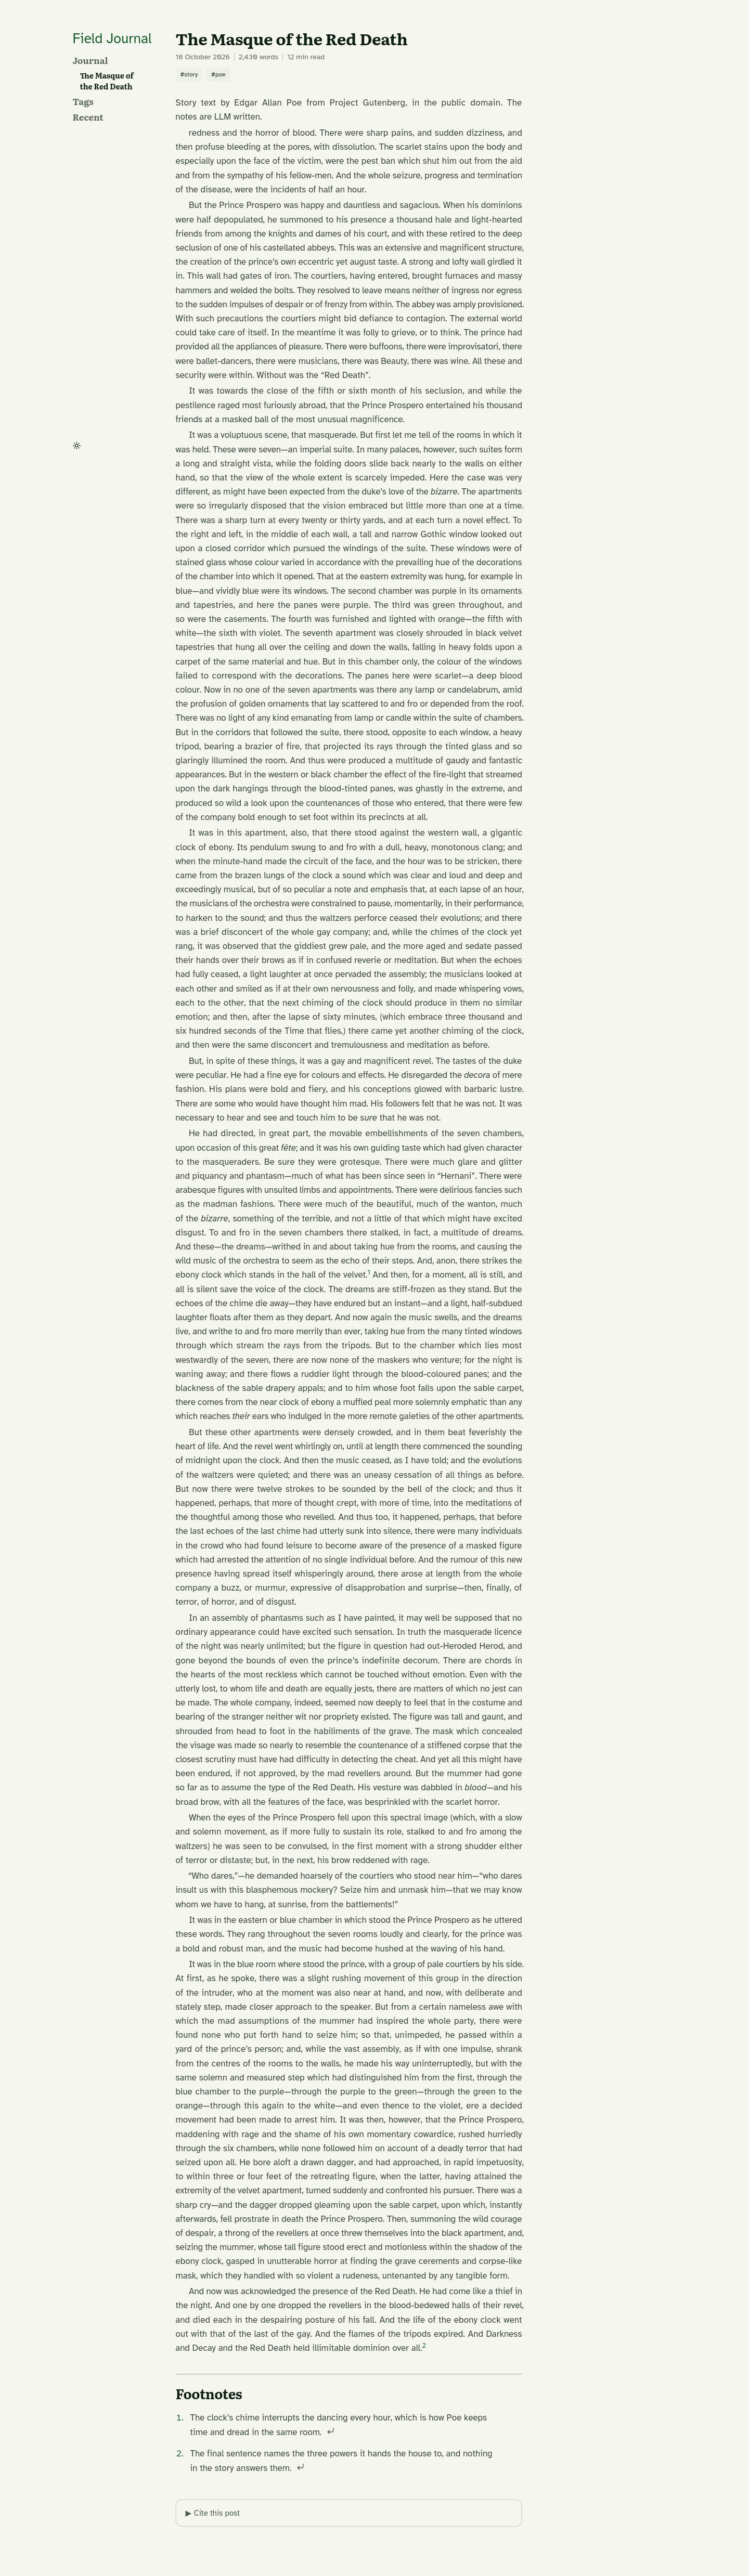 Field Journal
Journal
The Masque of
the Red Death
Tags
Recent
The Masque of the Red Death
18 October 2026 | 2,430 words | 12 min read
#story #poe
Story text by Edgar Allan Poe from Project Gutenberg, in the public domain. The
notes are LLM written.
redness and the horror of blood. There were sharp pains, and sudden dizziness, and
then profuse bleeding at the pores, with dissolution. The scarlet stains upon the body and
especially upon the face of the victim, were the pest ban which shut him out from the aid
and from the sympathy of his fellow-men. And the whole seizure, progress and termination
of the disease, were the incidents of half an hour.
But the Prince Prospero was happy and dauntless and sagacious. When his dominions
were half depopulated, he summoned to his presence a thousand hale and light-hearted
friends from among the knights and dames of his court, and with these retired to the deep
seclusion of one of his castellated abbeys. This was an extensive and magnificent structure,
the creation of the prince's own eccentric yet august taste. A strong and lofty wall girdled it
in. This wall had gates of iron. The courtiers, having entered, brought furnaces and massy
hammers and welded the bolts. They resolved to leave means neither of ingress nor egress
to the sudden impulses of despair or of frenzy from within. The abbey was amply provisioned.
With such precautions the courtiers might bid defiance to contagion. The external world
could take care of itself. In the meantime it was folly to grieve, or to think. The prince had
provided all the appliances of pleasure. There were buffoons, there were improvisatori, there
were ballet-dancers, there were musicians, there was Beauty, there was wine. All these and
security were within. Without was the “Red Death”.
It was towards the close of the fifth or sixth month of his seclusion, and while the
pestilence raged most furiously abroad, that the Prince Prospero entertained his thousand
friends at a masked ball of the most unusual magnificence.
It was a voluptuous scene, that masquerade. But first let me tell of the rooms in which it
was held. These were seven—an imperial suite. In many palaces, however, such suites form
a long and straight vista, while the folding doors slide back nearly to the walls on either
hand, so that the view of the whole extent is scarcely impeded. Here the case was very
different, as might have been expected from the duke's love of the bizarre. The apartments
were so irregularly disposed that the vision embraced but little more than one at a time.
There was a sharp turn at every twenty or thirty yards, and at each turn a novel effect. To
the right and left, in the middle of each wall, a tall and narrow Gothic window looked out
upon a closed corridor which pursued the windings of the suite. These windows were of
stained glass whose colour varied in accordance with the prevailing hue of the decorations
of the chamber into which it opened. That at the eastern extremity was hung, for example in
blue—and vividly blue were its windows. The second chamber was purple in its ornaments
and tapestries, and here the panes were purple. The third was green throughout, and
so were the casements. The fourth was furnished and lighted with orange—the fifth with
white—the sixth with violet. The seventh apartment was closely shrouded in black velvet
tapestries that hung all over the ceiling and down the walls, falling in heavy folds upon a
carpet of the same material and hue. But in this chamber only, the colour of the windows
failed to correspond with the decorations. The panes here were scarlet—a deep blood
colour. Now in no one of the seven apartments was there any lamp or candelabrum, amid
the profusion of golden ornaments that lay scattered to and fro or depended from the roof.
There was no light of any kind emanating from lamp or candle within the suite of chambers.
But in the corridors that followed the suite, there stood, opposite to each window, a heavy
tripod, bearing a brazier of fire, that projected its rays through the tinted glass and so
glaringly illumined the room. And thus were produced a multitude of gaudy and fantastic
appearances. But in the western or black chamber the effect of the fire-light that streamed
upon the dark hangings through the blood-tinted panes, was ghastly in the extreme, and
produced so wild a look upon the countenances of those who entered, that there were few
of the company bold enough to set foot within its precincts at all.
It was in this apartment, also, that there stood against the western wall, a gigantic
clock of ebony. Its pendulum swung to and fro with a dull, heavy, monotonous clang; and
when the minute-hand made the circuit of the face, and the hour was to be stricken, there
came from the brazen lungs of the clock a sound which was clear and loud and deep and
exceedingly musical, but of so peculiar a note and emphasis that, at each lapse of an hour,
the musicians of the orchestra were constrained to pause, momentarily, in their performance,
to harken to the sound; and thus the waltzers perforce ceased their evolutions; and there
was a brief disconcert of the whole gay company; and, while the chimes of the clock yet
rang, it was observed that the giddiest grew pale, and the more aged and sedate passed
their hands over their brows as if in confused reverie or meditation. But when the echoes
had fully ceased, a light laughter at once pervaded the assembly; the musicians looked at
each other and smiled as if at their own nervousness and folly, and made whispering vows,
each to the other, that the next chiming of the clock should produce in them no similar
emotion; and then, after the lapse of sixty minutes, (which embrace three thousand and
six hundred seconds of the Time that flies,) there came yet another chiming of the clock,
and then were the same disconcert and tremulousness and meditation as before.
But, in spite of these things, it was a gay and magnificent revel. The tastes of the duke
were peculiar. He had a fine eye for colours and effects. He disregarded the decora of mere
fashion. His plans were bold and fiery, and his conceptions glowed with barbaric lustre.
There are some who would have thought him mad. His followers felt that he was not. It was
necessary to hear and see and touch him to be sure that he was not.
He had directed, in great part, the movable embellishments of the seven chambers,
upon occasion of this great fête; and it was his own guiding taste which had given character
to the masqueraders. Be sure they were grotesque. There were much glare and glitter
and piquancy and phantasm—much of what has been since seen in “Hernani”. There were
arabesque figures with unsuited limbs and appointments. There were delirious fancies such
as the madman fashions. There were much of the beautiful, much of the wanton, much
of the bizarre, something of the terrible, and not a little of that which might have excited
disgust. To and fro in the seven chambers there stalked, in fact, a multitude of dreams.
And these—the dreams—writhed in and about taking hue from the rooms, and causing the
wild music of the orchestra to seem as the echo of their steps. And, anon, there strikes the
ebony clock which stands in the hall of the velvet.1 And then, for a moment, all is still, and
all is silent save the voice of the clock. The dreams are stiff-frozen as they stand. But the
echoes of the chime die away—they have endured but an instant—and a light, half-subdued
laughter floats after them as they depart. And now again the music swells, and the dreams
live, and writhe to and fro more merrily than ever, taking hue from the many tinted windows
through which stream the rays from the tripods. But to the chamber which lies most
westwardly of the seven, there are now none of the maskers who venture; for the night is
waning away; and there flows a ruddier light through the blood-coloured panes; and the
blackness of the sable drapery appals; and to him whose foot falls upon the sable carpet,
there comes from the near clock of ebony a muffled peal more solemnly emphatic than any
which reaches their ears who indulged in the more remote gaieties of the other apartments.
But these other apartments were densely crowded, and in them beat feverishly the
heart of life. And the revel went whirlingly on, until at length there commenced the sounding
of midnight upon the clock. And then the music ceased, as I have told; and the evolutions
of the waltzers were quieted; and there was an uneasy cessation of all things as before.
But now there were twelve strokes to be sounded by the bell of the clock; and thus it
happened, perhaps, that more of thought crept, with more of time, into the meditations of
the thoughtful among those who revelled. And thus too, it happened, perhaps, that before
the last echoes of the last chime had utterly sunk into silence, there were many individuals
in the crowd who had found leisure to become aware of the presence of a masked figure
which had arrested the attention of no single individual before. And the rumour of this new
presence having spread itself whisperingly around, there arose at length from the whole
company a buzz, or murmur, expressive of disapprobation and surprise—then, finally, of
terror, of horror, and of disgust.
In an assembly of phantasms such as I have painted, it may well be supposed that no
ordinary appearance could have excited such sensation. In truth the masquerade licence
of the night was nearly unlimited; but the figure in question had out-Heroded Herod, and
gone beyond the bounds of even the prince's indefinite decorum. There are chords in
the hearts of the most reckless which cannot be touched without emotion. Even with the
utterly lost, to whom life and death are equally jests, there are matters of which no jest can
be made. The whole company, indeed, seemed now deeply to feel that in the costume and
bearing of the stranger neither wit nor propriety existed. The figure was tall and gaunt, and
shrouded from head to foot in the habiliments of the grave. The mask which concealed
the visage was made so nearly to resemble the countenance of a stiffened corpse that the
closest scrutiny must have had difficulty in detecting the cheat. And yet all this might have
been endured, if not approved, by the mad revellers around. But the mummer had gone
so far as to assume the type of the Red Death. His vesture was dabbled in blood—and his
broad brow, with all the features of the face, was besprinkled with the scarlet horror.
When the eyes of the Prince Prospero fell upon this spectral image (which, with a slow
and solemn movement, as if more fully to sustain its role, stalked to and fro among the
waltzers) he was seen to be convulsed, in the first moment with a strong shudder either
of terror or distaste; but, in the next, his brow reddened with rage.
“Who dares,”—he demanded hoarsely of the courtiers who stood near him—“who dares
insult us with this blasphemous mockery? Seize him and unmask him—that we may know
whom we have to hang, at sunrise, from the battlements!”
It was in the eastern or blue chamber in which stood the Prince Prospero as he uttered
these words. They rang throughout the seven rooms loudly and clearly, for the prince was
a bold and robust man, and the music had become hushed at the waving of his hand.
It was in the blue room where stood the prince, with a group of pale courtiers by his side.
At first, as he spoke, there was a slight rushing movement of this group in the direction
of the intruder, who at the moment was also near at hand, and now, with deliberate and
stately step, made closer approach to the speaker. But from a certain nameless awe with
which the mad assumptions of the mummer had inspired the whole party, there were
found none who put forth hand to seize him; so that, unimpeded, he passed within a
yard of the prince's person; and, while the vast assembly, as if with one impulse, shrank
from the centres of the rooms to the walls, he made his way uninterruptedly, but with the
same solemn and measured step which had distinguished him from the first, through the
blue chamber to the purple—through the purple to the green—through the green to the
orange—through this again to the white—and even thence to the violet, ere a decided
movement had been made to arrest him. It was then, however, that the Prince Prospero,
maddening with rage and the shame of his own momentary cowardice, rushed hurriedly
through the six chambers, while none followed him on account of a deadly terror that had
seized upon all. He bore aloft a drawn dagger, and had approached, in rapid impetuosity,
to within three or four feet of the retreating figure, when the latter, having attained the
extremity of the velvet apartment, turned suddenly and confronted his pursuer. There was a
sharp cry—and the dagger dropped gleaming upon the sable carpet, upon which, instantly
afterwards, fell prostrate in death the Prince Prospero. Then, summoning the wild courage
of despair, a throng of the revellers at once threw themselves into the black apartment, and,
seizing the mummer, whose tall figure stood erect and motionless within the shadow of the
ebony clock, gasped in unutterable horror at finding the grave cerements and corpse-like
mask, which they handled with so violent a rudeness, untenanted by any tangible form.
And now was acknowledged the presence of the Red Death. He had come like a thief in
the night. And one by one dropped the revellers in the blood-bedewed halls of their revel,
and died each in the despairing posture of his fall. And the life of the ebony clock went
out with that of the last of the gay. And the flames of the tripods expired. And Darkness
and Decay and the Red Death held illimitable dominion over all.2
Footnotes
1. The clock's chime interrupts the dancing every hour, which is how Poe keeps
time and dread in the same room. ↩
2. The final sentence names the three powers it hands the house to, and nothing
in the story answers them. ↩
▶ Cite this post